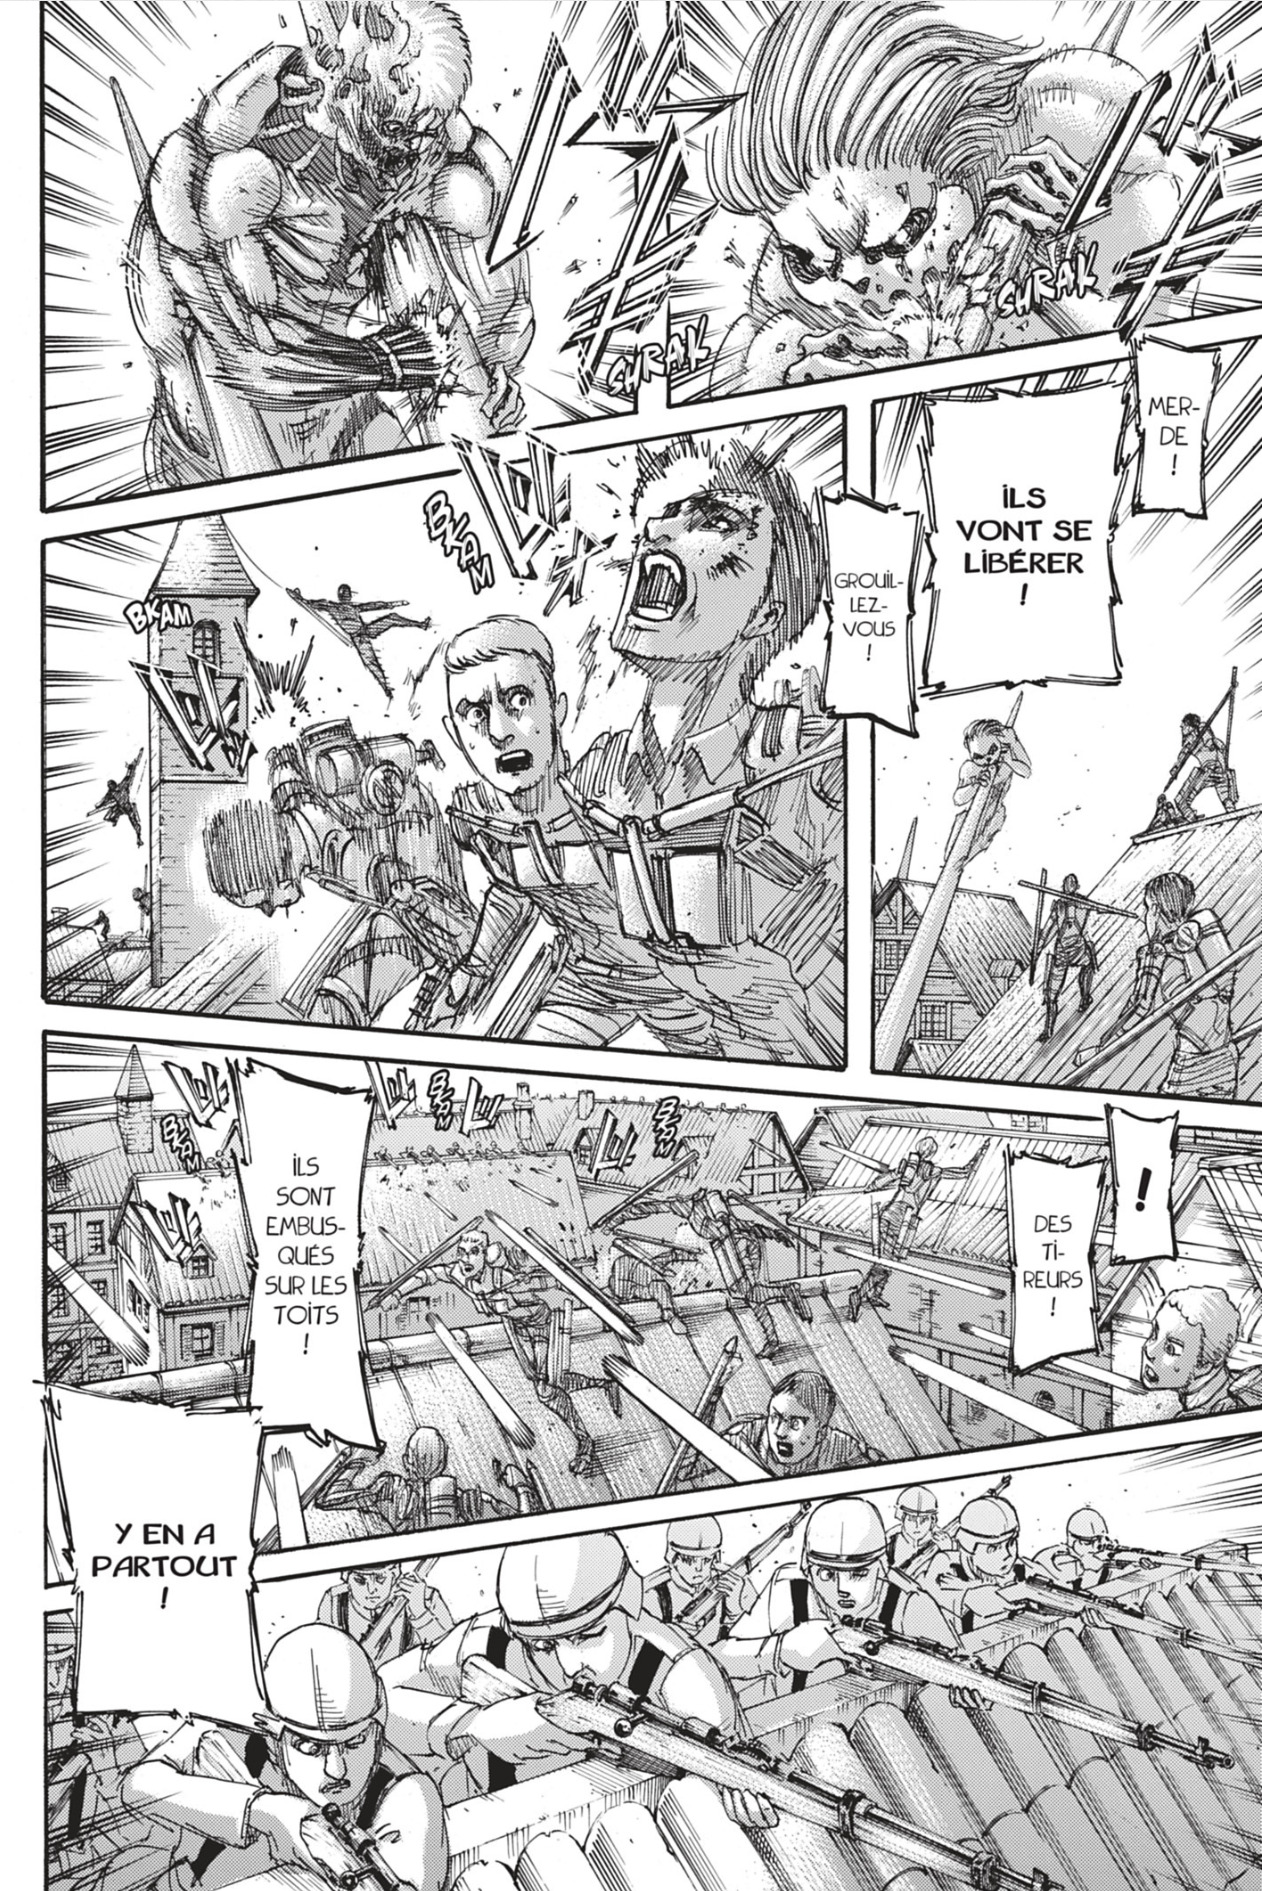 SHRAK
SHRAK
MER-
DE
!
ILS
VONT SE
LIBÉRER
!
GROUIL-
LEZ-
VOUS
!
BKAM
BKAM
!
DES
TI-
REURS
!
BKAM
BKAM
BKAM
ILS
SONT
EMBUS-
QUÉS
SUR LES
TOITS
!
Y EN A
PARTOUT
!